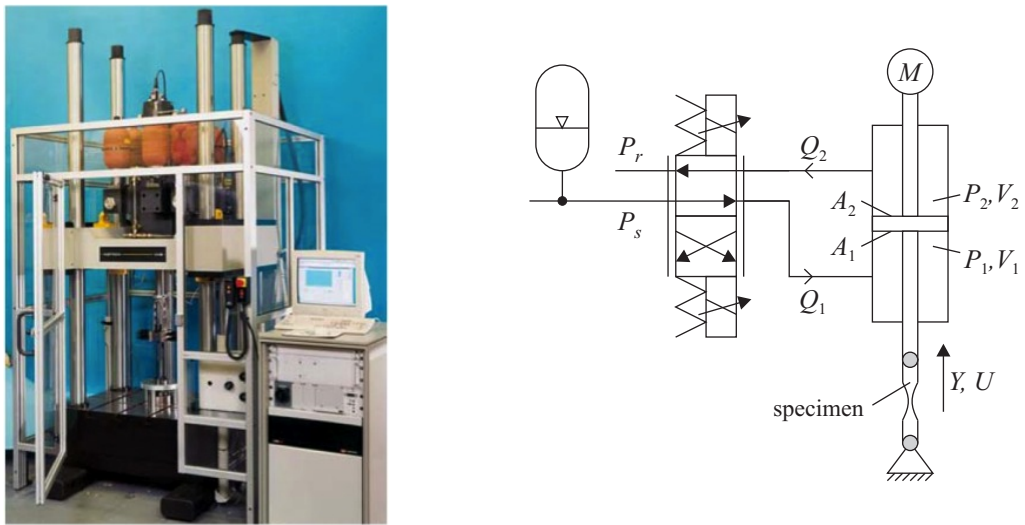 M
P_r
Q_2
A_2
P_2, V_2
P_s
A_1
P_1, V_1
Q_1
Y, U
specimen